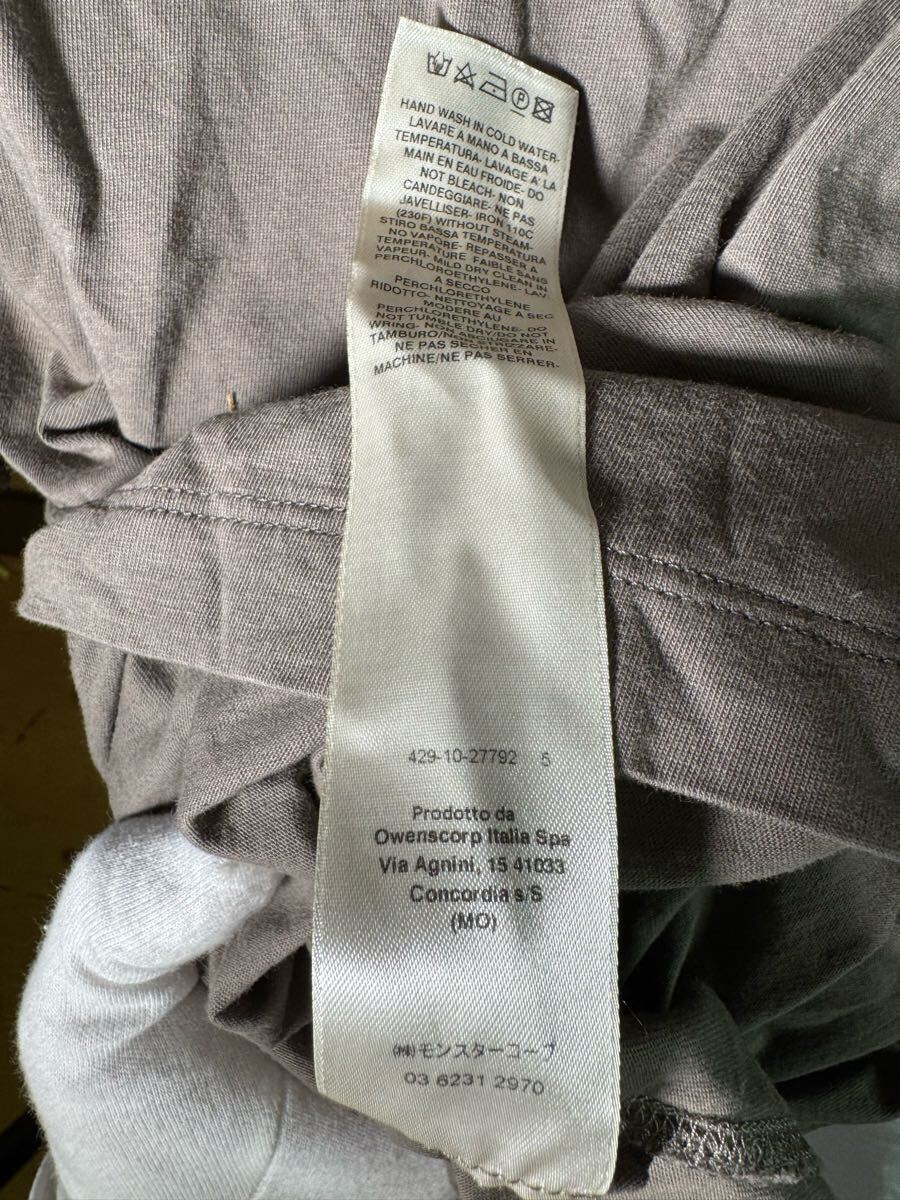 P
HAND WASH IN COLD WATER-
LAVARE A MANO A BASSA
TEMPERATURA- LAVAGE A LA
MAIN EN EAU FROIDE- DO
NOT BLEACH- NON
CANDEGGIARE- NE PAS
JAVELLISER- IRON 110C
(230F) WITHOUT STEAM-
STIRO BASSA TEMPERATURA
NO VAPORE- REPASSER A
TEMPERATURE FAIBLE SANS
VAPEUR- MILD DRY CLEAN IN
PERCHLOROETHYLENE- LAV
A SECCO
PERCHLORETHYLENE
RIDOTTO- NETTOYAGE A SEC
MODERE AU
PERCHLORETHYLENE- DO
NOT TUMBLE DRY/DO NOT
WRING- NON ASCIUGARE IN
TAMBURO/NON STRIZZARE-
NE PAS SECHER EN
MACHINE/NE PAS SERRER-
429-10-27792 5
Prodotto da
Owenscorp Italia Spa
Via Agnini, 15 41033
Concordia s/S
(MO)
㈱モンスターコープ
03 6231 2970